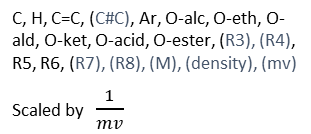 C, H, C=C, (C#C), Ar, O-alc, O-eth, O-
ald, O-ket, O-acid, O-ester, (R3), (R4),
R5, R6, (R7), (R8), (M), (density), (mv)
Scaled by 1/mv